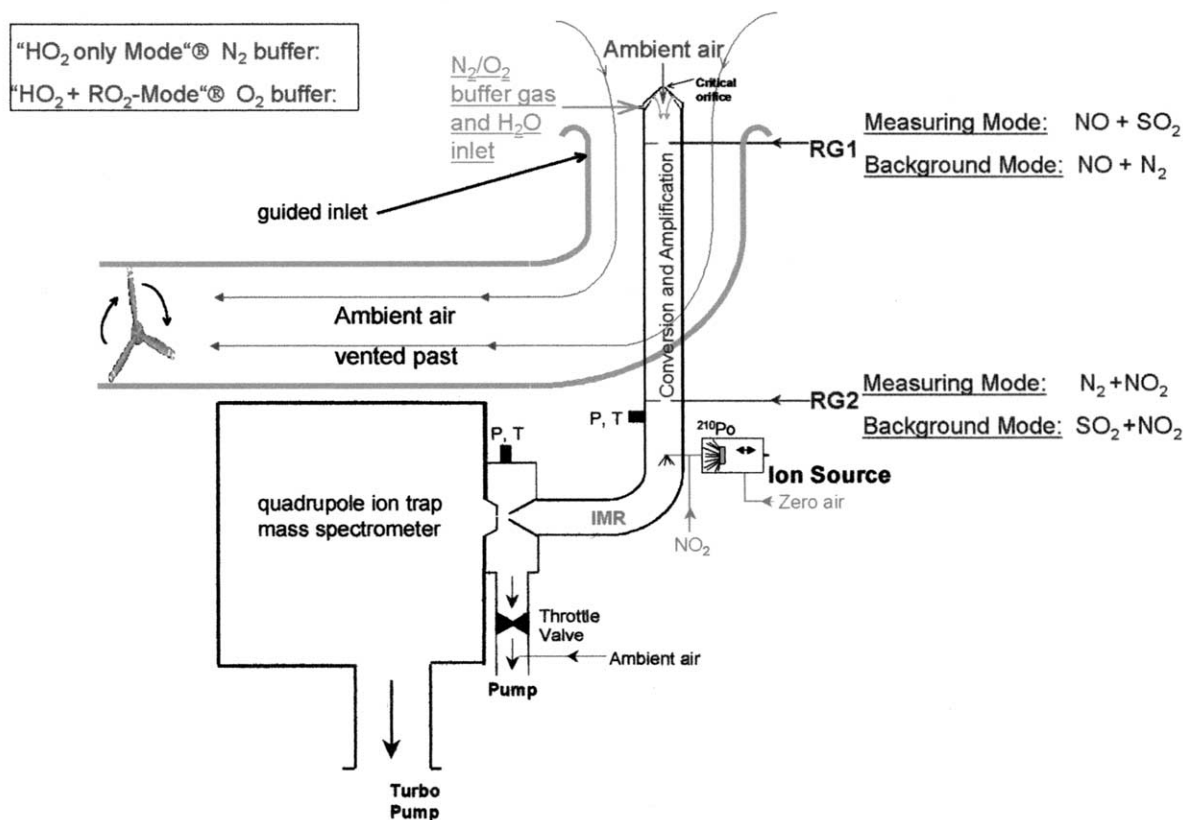 “HO₂ only Mode“® N₂ buffer:
“HO₂ + RO₂-Mode“® O₂ buffer:
N₂/O₂
buffer gas
and H₂O
inlet
Ambient air
Critical
orifice
guided inlet
RG1
Measuring Mode: NO + SO₂
Background Mode: NO + N₂
Conversion and Amplification
Ambient air
vented past
RG2
Measuring Mode: N₂ +NO₂
Background Mode: SO₂ +NO₂
P, T
P, T
²¹⁰Po
Ion Source
Zero air
quadrupole ion trap
mass spectrometer
IMR
NO₂
Throttle
Valve
Ambient air
Pump
Turbo
Pump